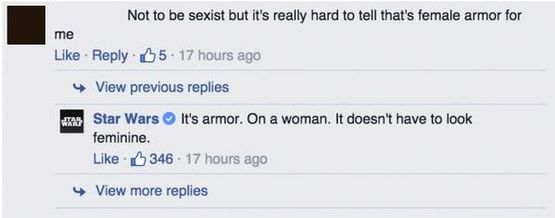 Not to be sexist but it's really hard to tell that's female armor for
me
Like · Reply · 5 · 17 hours ago
View previous replies
STAR WARS
Star Wars It's armor. On a woman. It doesn't have to look
feminine.
Like · 346 · 17 hours ago
View more replies